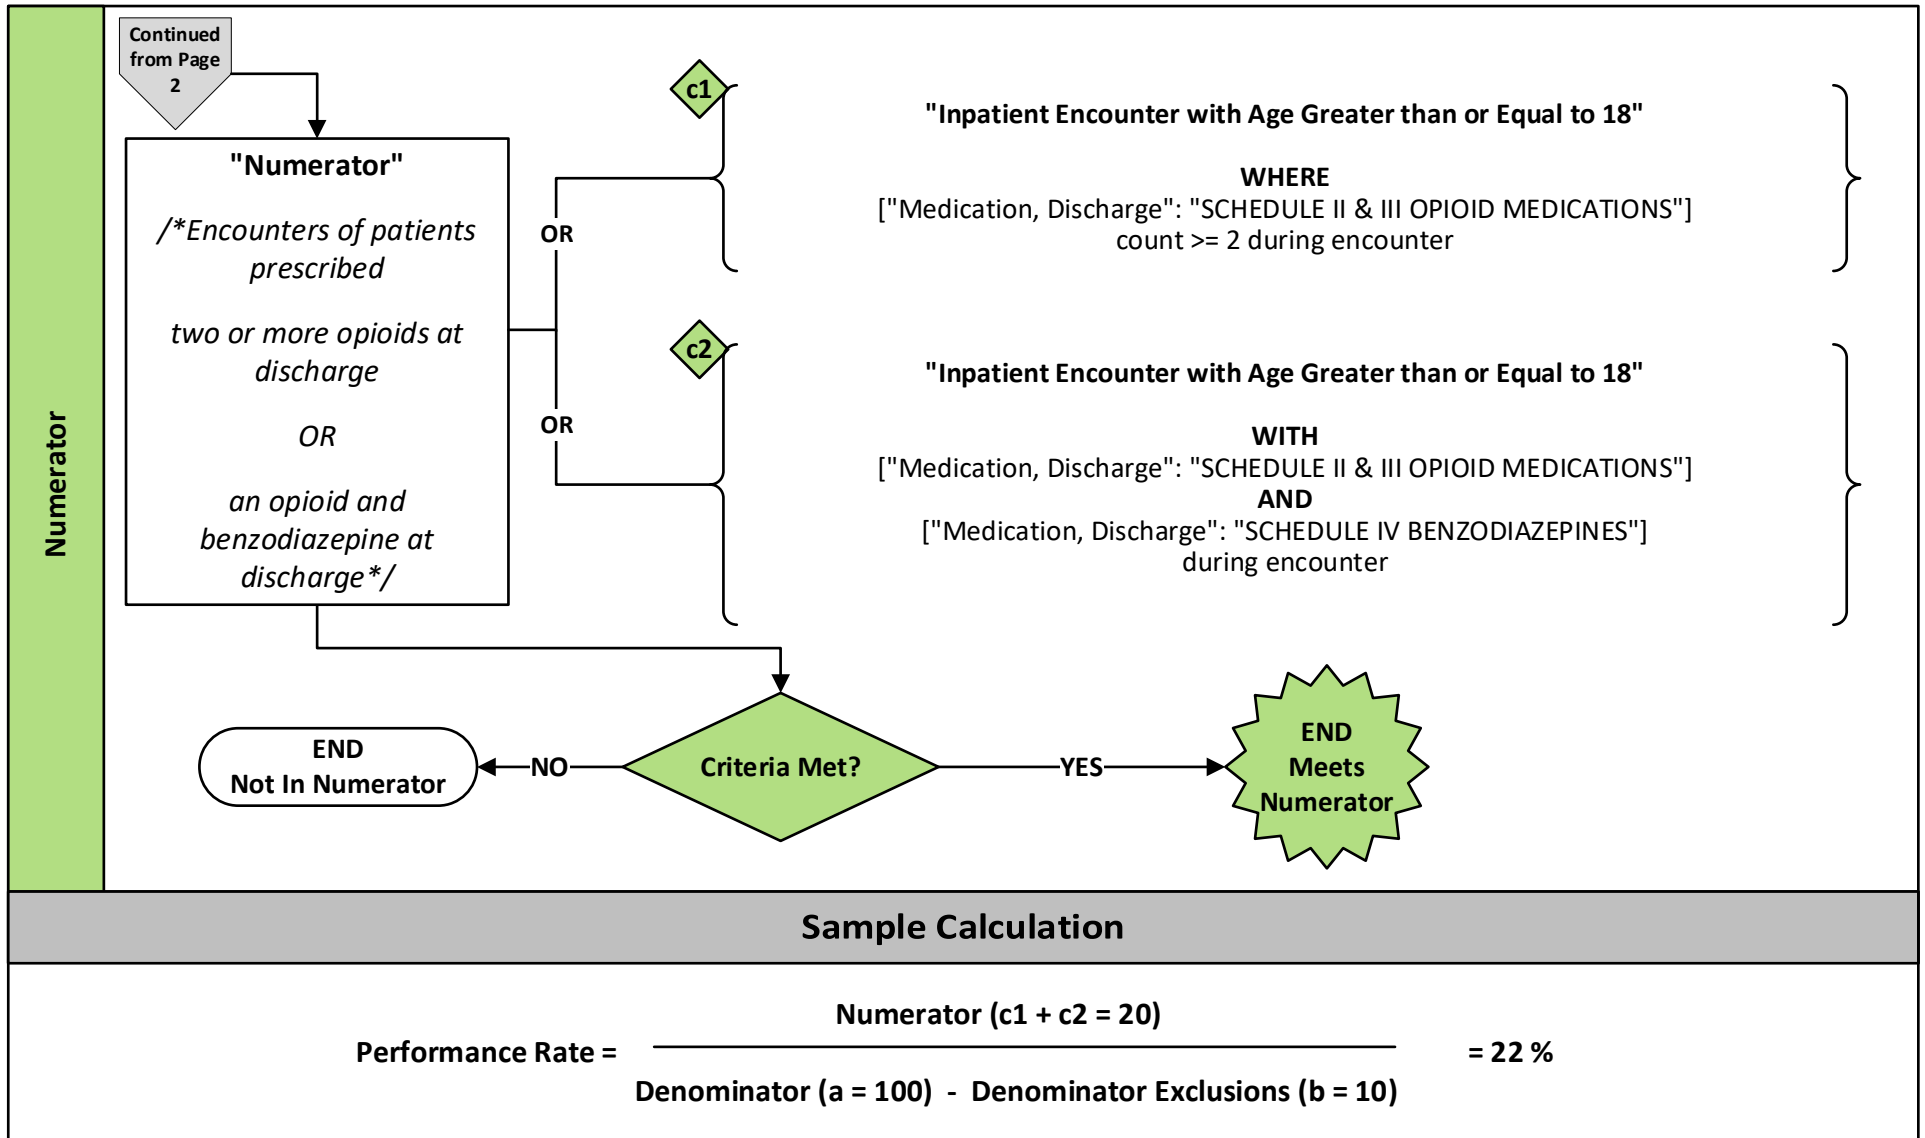 Continued
from Page
2
"Numerator"
/*Encounters of patients
prescribed
two or more opioids at
discharge
OR
an opioid and
benzodiazepine at
discharge*/
Numerator
OR
OR
c1
"Inpatient Encounter with Age Greater than or Equal to 18"
WHERE
["Medication, Discharge": "SCHEDULE II & III OPIOID MEDICATIONS"]
count >= 2 during encounter
c2
"Inpatient Encounter with Age Greater than or Equal to 18"
WITH
["Medication, Discharge": "SCHEDULE II & III OPIOID MEDICATIONS"]
AND
["Medication, Discharge": "SCHEDULE IV BENZODIAZEPINES"]
during encounter
END
Not In Numerator
NO
Criteria Met?
YES
END
Meets
Numerator
Sample Calculation
Numerator (c1 + c2 = 20)
Performance Rate =
= 22 %
Denominator (a = 100) - Denominator Exclusions (b = 10)